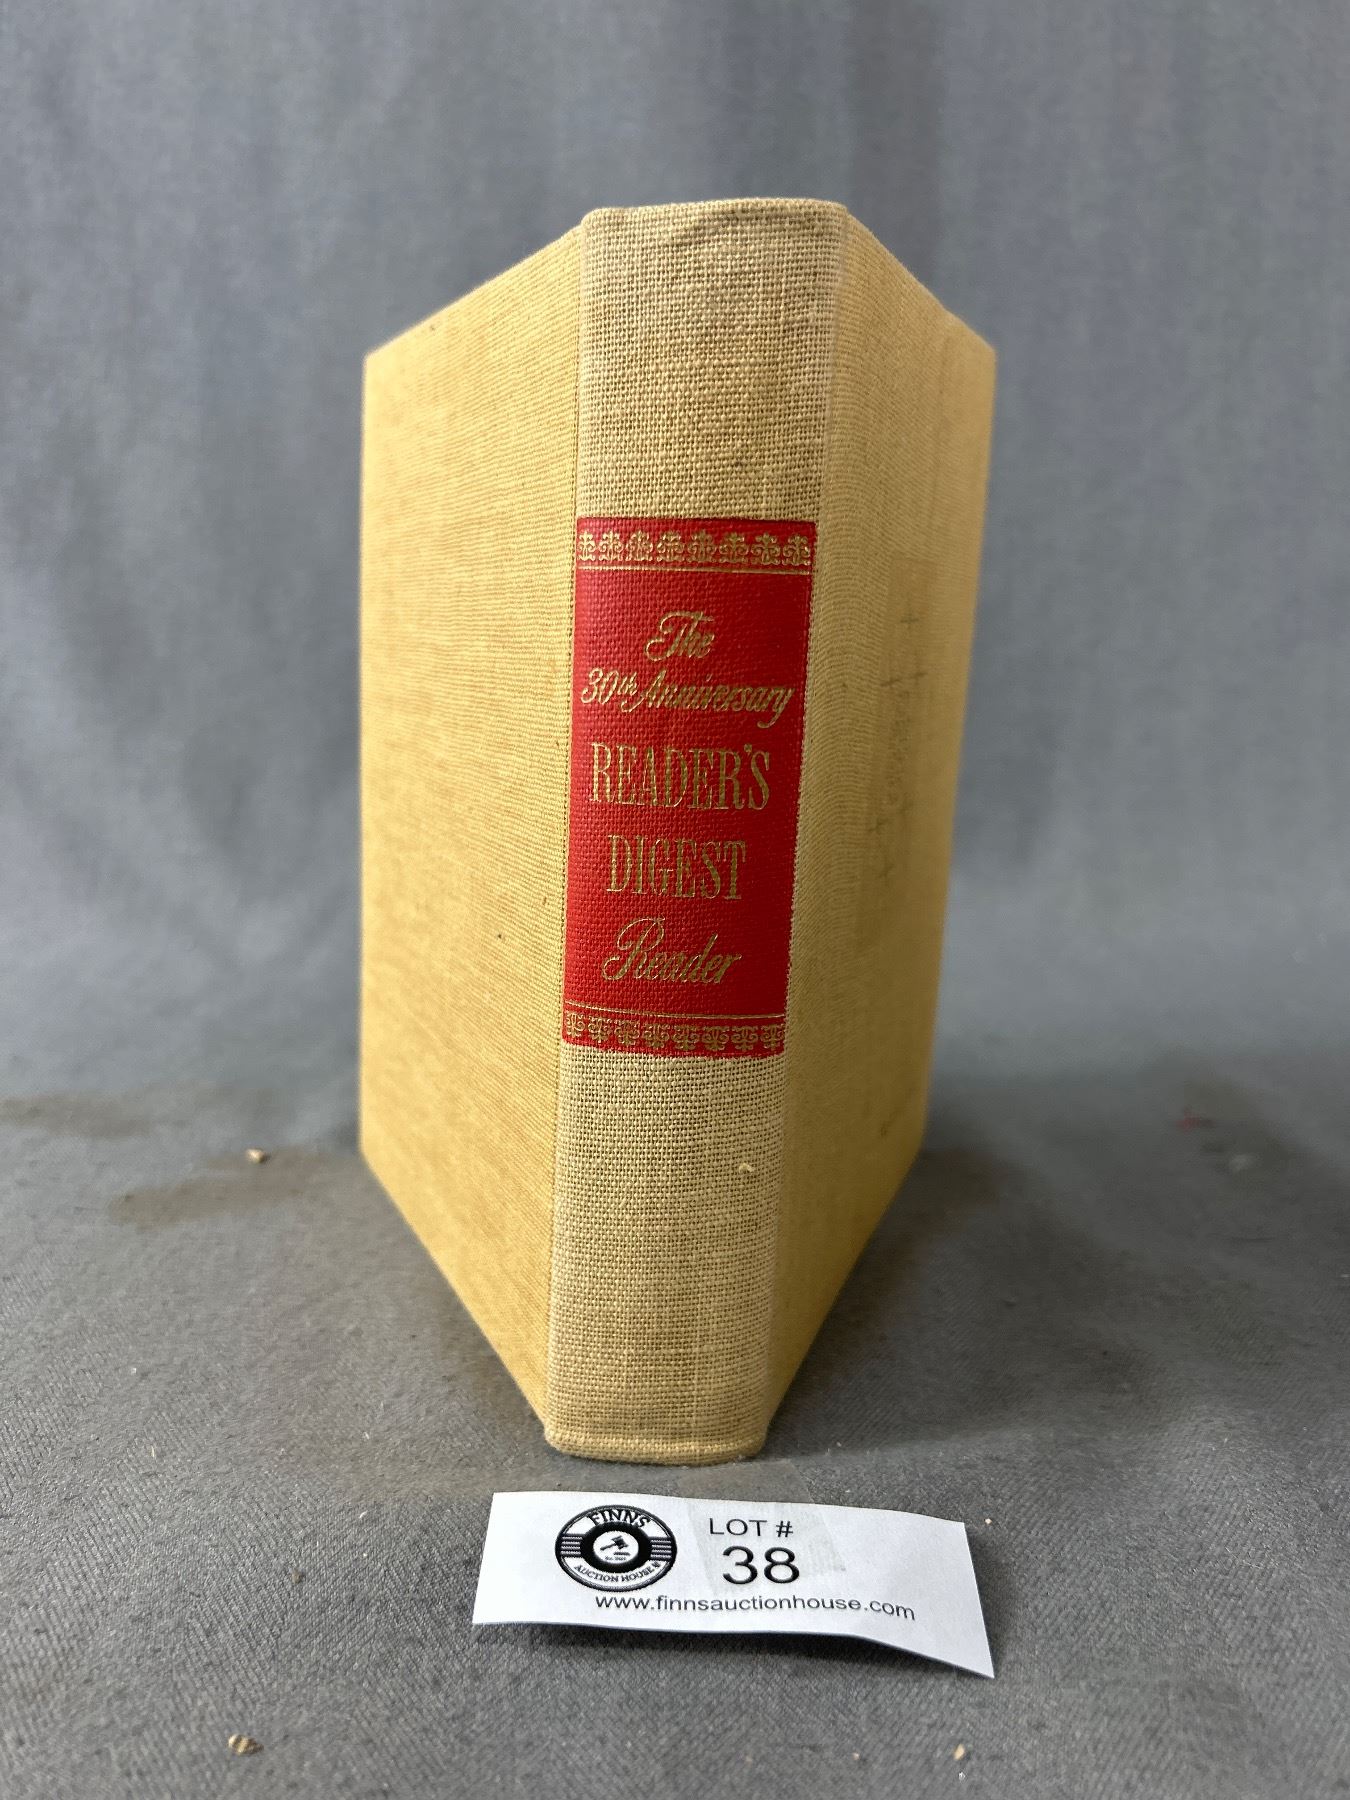 The
30th Anniversary
READER'S
DIGEST
Reader
FINNS
AUCTION HOUSE
LOT #
38
www.finnsauctionhouse.com